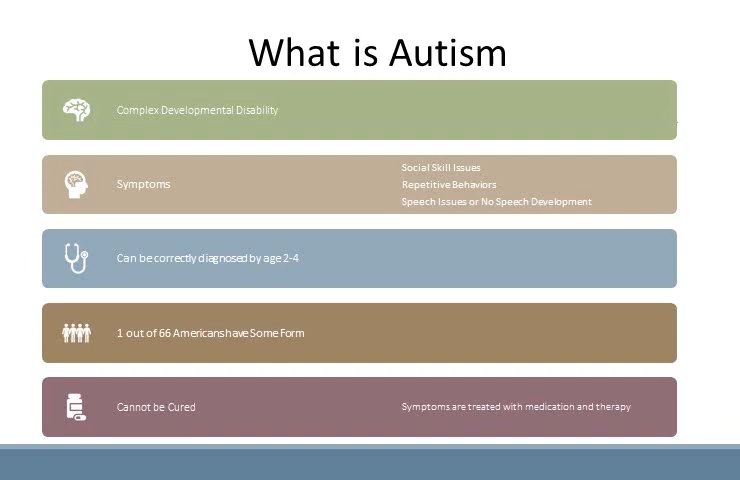 What is Autism
Complex Developmental Disability
Symptoms
Social Skill Issues
Repetitive Behaviors
Speech Issues or No Speech Development
Can be correctly diagnosed by age 2-4
1 out of 66 Americans have Some Form
Cannot be Cured
Symptoms are treated with medication and therapy